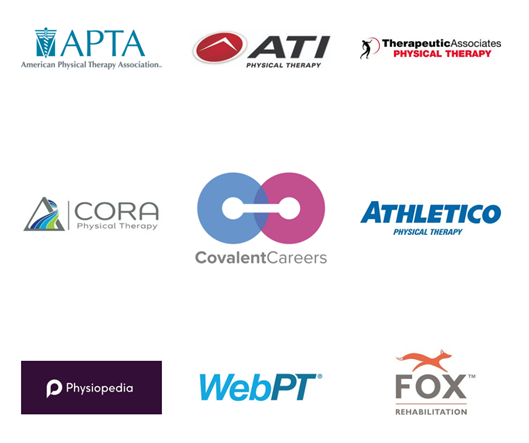 APTA
American Physical Therapy Association.
ATI
PHYSICAL THERAPY
TherapeuticAssociates
PHYSICAL THERAPY
CORA
Physical Therapy
CovalentCareers
ATHLETICO
PHYSICAL THERAPY
Physiopedia
WebPT®
FOX™
REHABILITATION